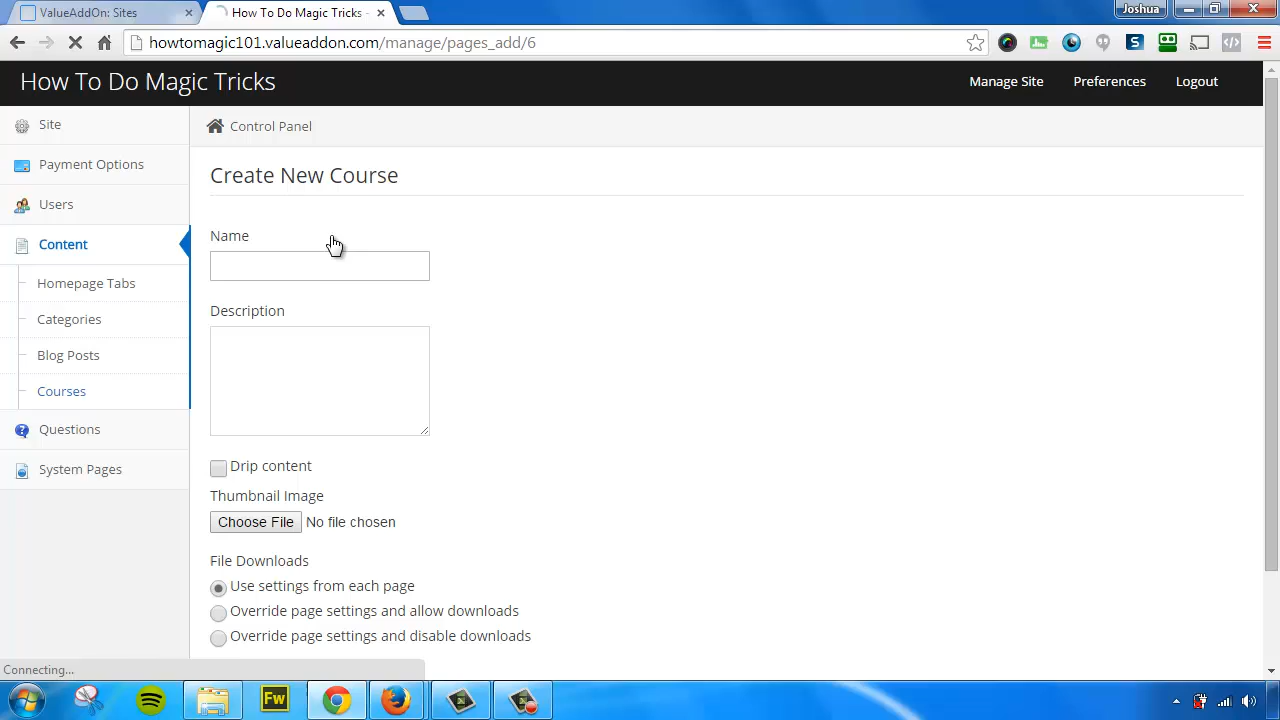 ValueAddOn: Sites
How To Do Magic Tricks -
Joshua
howtomagic101.valueaddon.com/manage/pages_add/6
How To Do Magic Tricks
Manage Site
Preferences
Logout
Site
Payment Options
Users
Content
Homepage Tabs
Categories
Blog Posts
Courses
Questions
System Pages
Control Panel
Create New Course
Name
Description
Drip content
Thumbnail Image
Choose File No file chosen
File Downloads
Use settings from each page
Override page settings and allow downloads
Override page settings and disable downloads
Connecting...
Fw